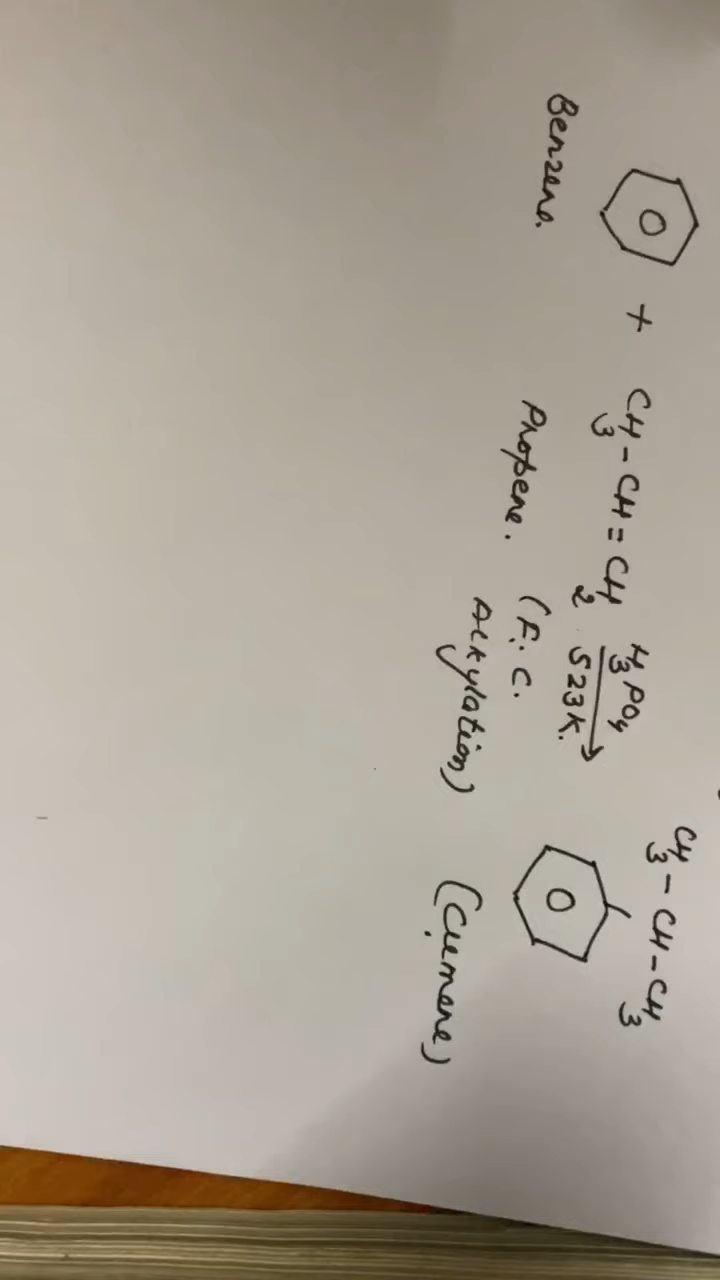 CH3-CH-CH3
+ CH3-CH=CH2 H3PO4
523K.
Benzene. Propene. (F.C. Alkylation) (Cumene)